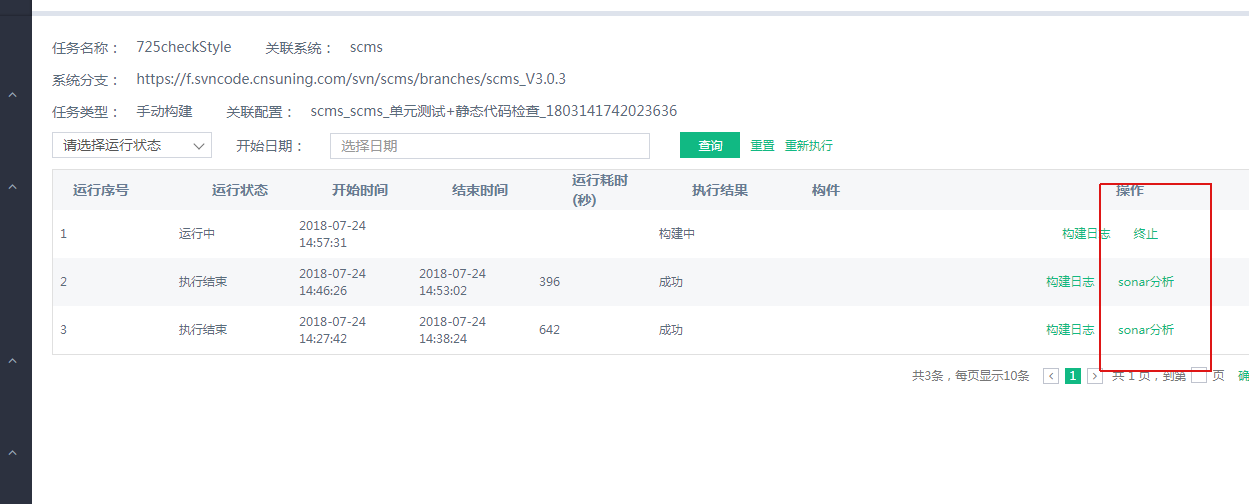 任务名称： 725checkStyle 关联系统： scms
系统分支： https://f.svncode.cnsuning.com/svn/scms/branches/scms_V3.0.3
任务类型： 手动构建 关联配置： scms_scms_单元测试+静态代码检查_1803141742023636
请选择运行状态 开始日期： 选择日期 查询 重置 重新执行
运行序号 运行状态 开始时间 结束时间 运行耗时(秒) 执行结果 构件 操作
1 运行中 2018-07-24 14:57:31 构建中 构建日志 终止
2 执行结束 2018-07-24 14:46:26 2018-07-24 14:53:02 396 成功 构建日志 sonar分析
3 执行结束 2018-07-24 14:27:42 2018-07-24 14:38:24 642 成功 构建日志 sonar分析
共3条，每页显示10条 < 1 > 共 1 页，到第 页 确